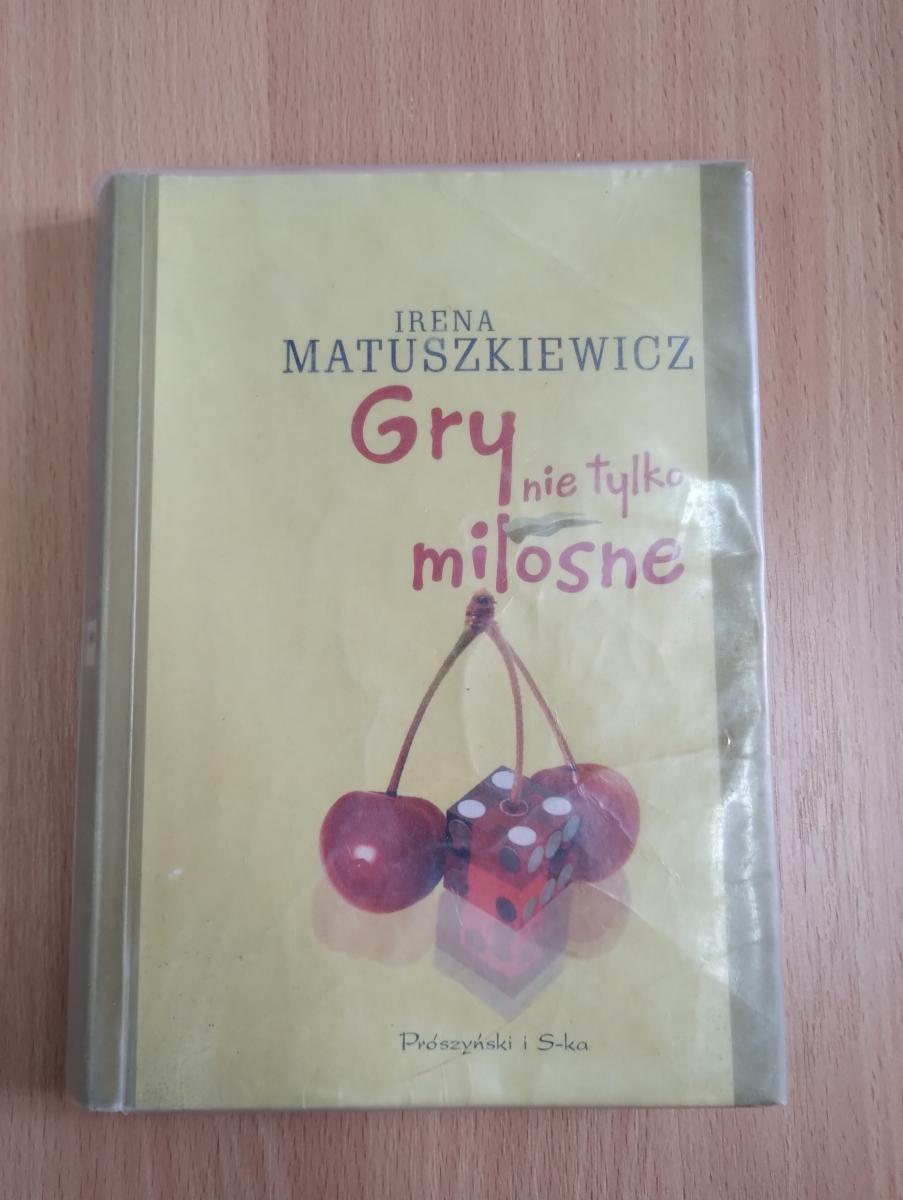 IRENA
MATUSZKIEWICZ
Gry
nie tylko
miłosne
Prószyński i S-ka